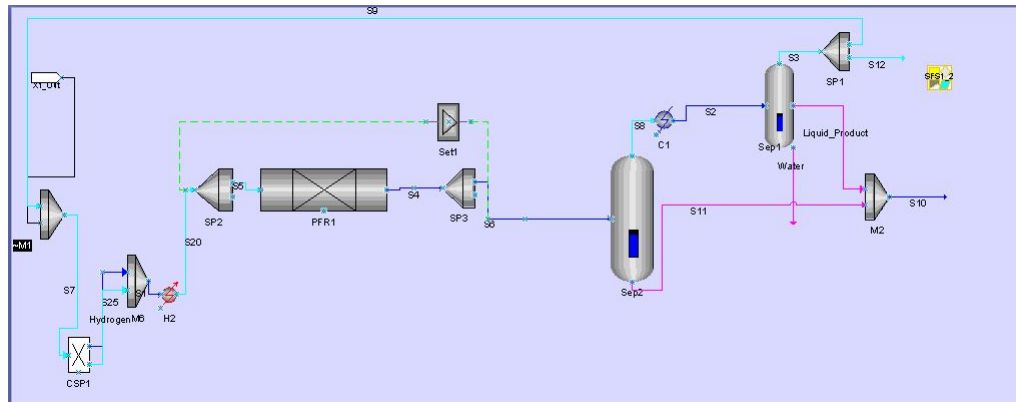 S9
S3
SP1
S12
SFS1_2
X1_Out
Set1
S8
S2
C1
Sep1
Liquid_Product
Water
SP2
S5
PFR1
S4
SP3
S6
S11
M2
S10
~M1
S20
S7
S1
S25
H2
Sep2
Hydrogen
M6
CSP1